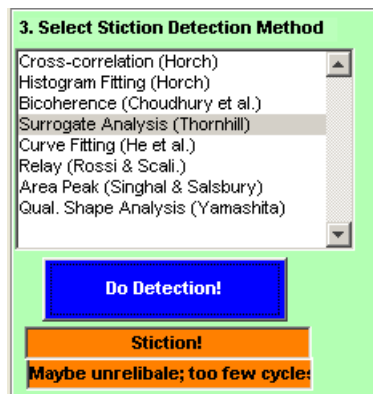 3. Select Stiction Detection Method
Cross-correlation (Horch)
Histogram Fitting (Horch)
Bicoherence (Choudhury et al.)
Surrogate Analysis (Thornhill)
Curve Fitting (He et al.)
Relay (Rossi & Scali.)
Area Peak (Singhal & Salsbury)
Qual. Shape Analysis (Yamashita)
Do Detection!
Stiction!
Maybe unrelibale; too few cycles